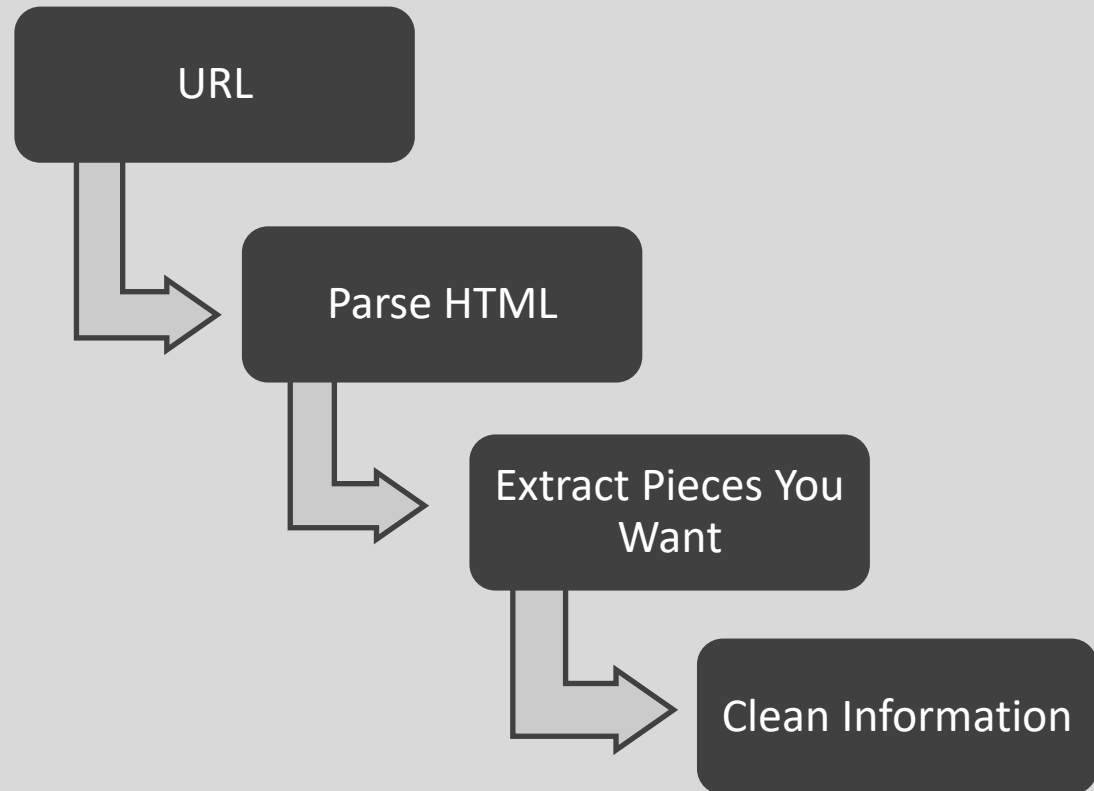 URL
Parse HTML
Extract Pieces You
Want
Clean Information